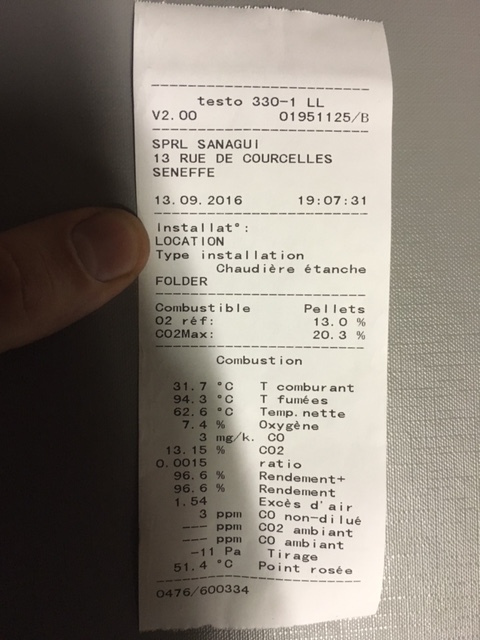 testo 330-1 LL
V2.00 01951125/B
SPRL SANAGUI
13 RUE DE COURCELLES
SENEFFE
13.09.2016 19:07:31
Installat°:
LOCATION
Type installation
Chaudière étanche
FOLDER
Combustible Pellets
O2 réf: 13.0 %
CO2Max: 20.3 %
Combustion
31.7 °C T comburant
94.3 °C T fumées
62.6 °C Temp.nette
7.4 % Oxygène
3 mg/k. CO
13.15 % CO2
0.0015 ratio
96.6 % Rendement+
96.6 % Rendement
1.54 Excès d'air
3 ppm CO non-dilué
--- ppm CO2 ambiant
--- ppm CO ambiant
-11 Pa Tirage
51.4 °C Point rosée
0476/600334